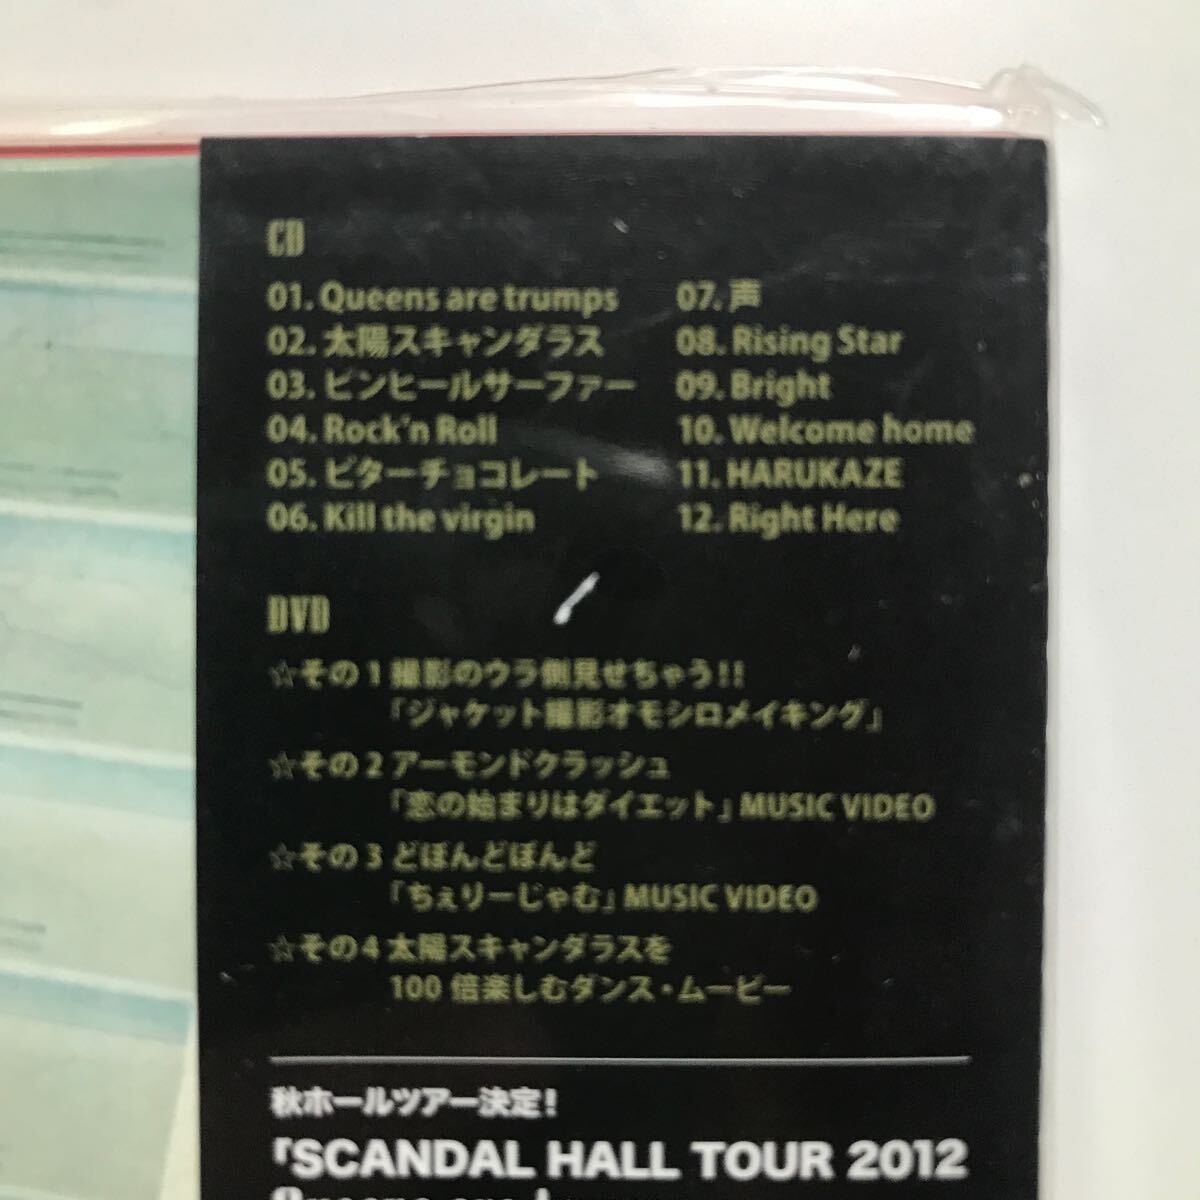 CD
01. Queens are trumps
02. 太陽スキャンダラス
03. ピンヒールサーファー
04. Rock'n Roll
05. ビターチョコレート
06. Kill the virgin
07. 声
08. Rising Star
09. Bright
10. Welcome home
11. HARUKAZE
12. Right Here
DVD
☆その1 撮影のウラ側見せちゃう!!
「ジャケット撮影オモシロメイキング」
☆その2 アーモンドクラッシュ
「恋の始まりはダイエット」MUSIC VIDEO
☆その3 どぼんどぼんど
「ちぇりーじゃむ」MUSIC VIDEO
☆その4 太陽スキャンダラスを
100倍楽しむダンス・ムービー
秋ホールツアー決定!
「SCANDAL HALL TOUR 2012